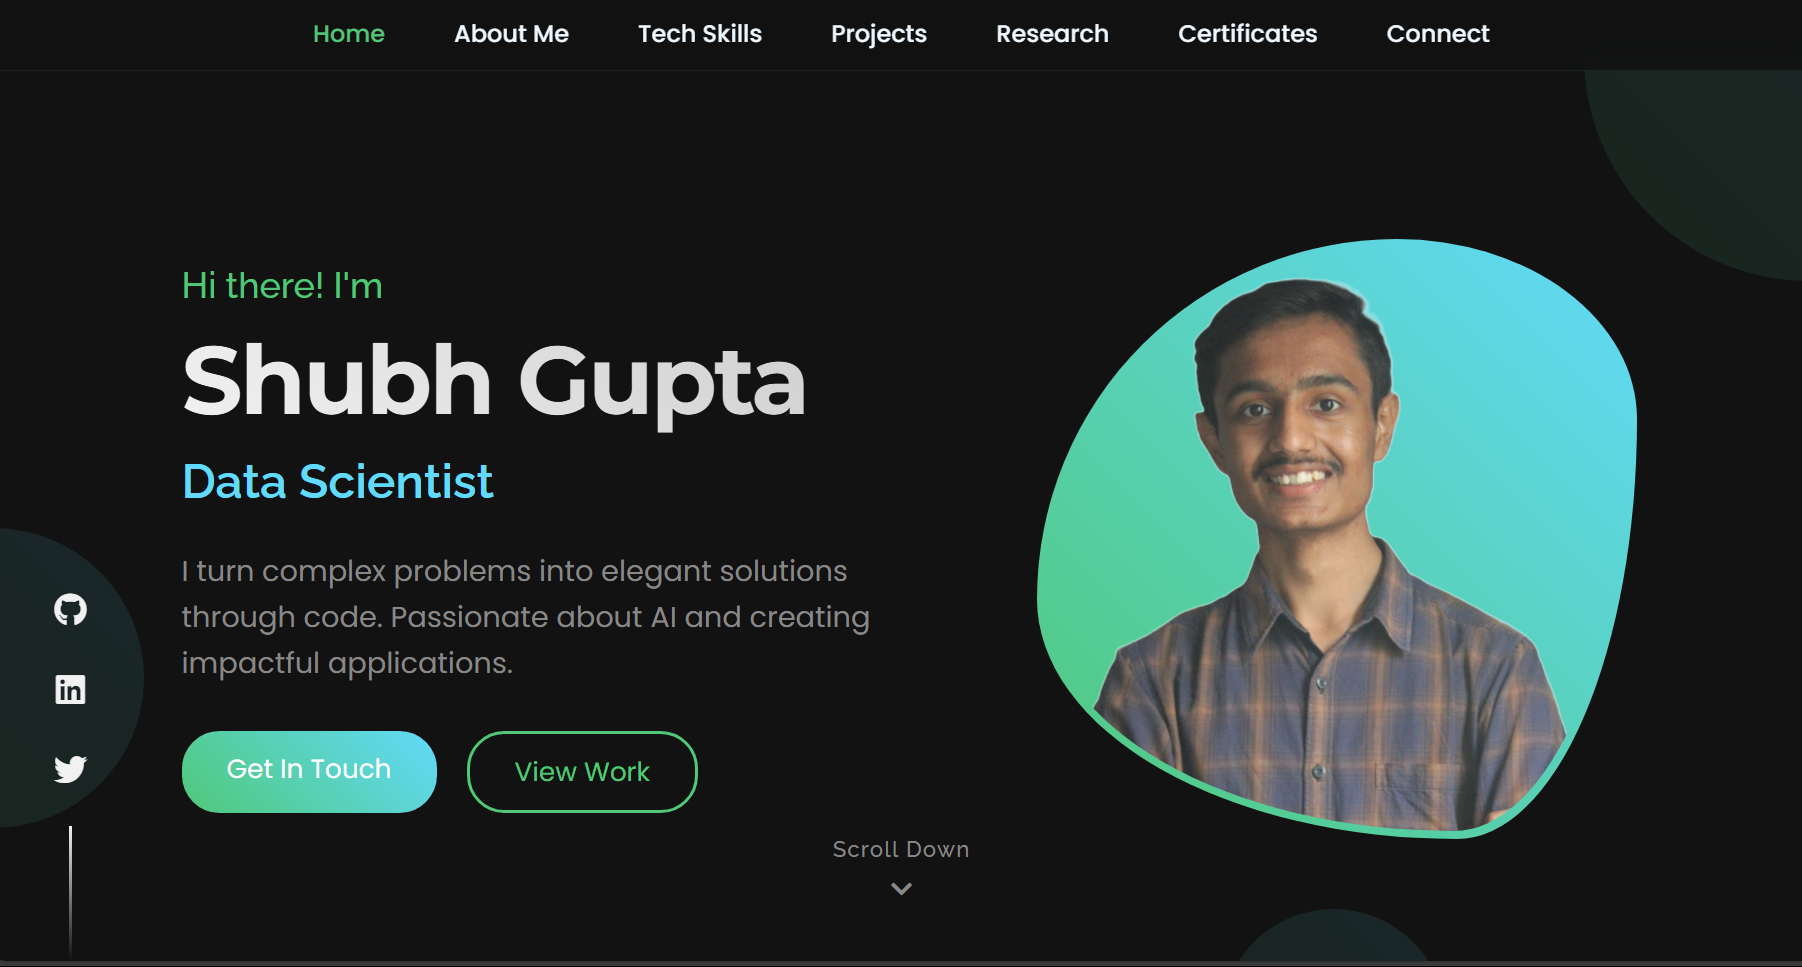 Home About Me Tech Skills Projects Research Certificates Connect
Hi there! I'm
Shubh Gupta
Data Scientist
I turn complex problems into elegant solutions
through code. Passionate about AI and creating
impactful applications.
in
Get In Touch View Work
Scroll Down